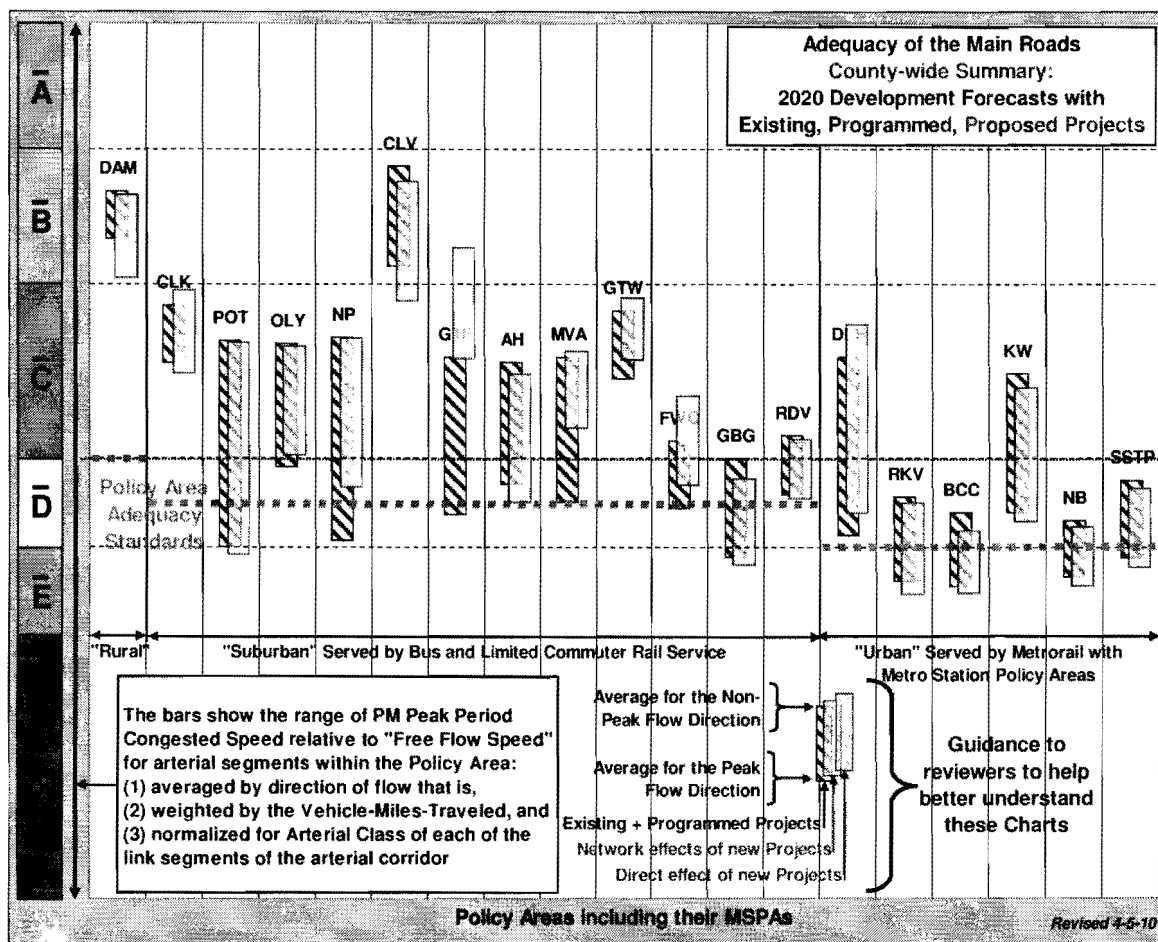 Adequacy of the Main Roads
County-wide Summary:
2020 Development Forecasts with
Existing, Programmed, Proposed Projects
A
B
C
D
E
DAM
CLK
POT
OLY
NP
CLV
AH
MVA
GTW
GBG
RDV
RKV
BCC
KW
NB
SSTP
Policy Area
Adequacy
Standards
"Rural"
"Suburban" Served by Bus and Limited Commuter Rail Service
"Urban" Served by Metrorail with
Metro Station Policy Areas
The bars show the range of PM Peak Period
Congested Speed relative to "Free Flow Speed"
for arterial segments within the Policy Area:
(1) averaged by direction of flow that is,
(2) weighted by the Vehicle-Miles-Traveled, and
(3) normalized for Arterial Class of each of the
link segments of the arterial corridor
Average for the Non-
Peak Flow Direction
Average for the Peak
Flow Direction
Existing + Programmed Projects
Network effects of new Projects
Direct effect of new Projects
Guidance to
reviewers to help
better understand
these Charts
Policy Areas including their MSPAs
Revised 4-5-10